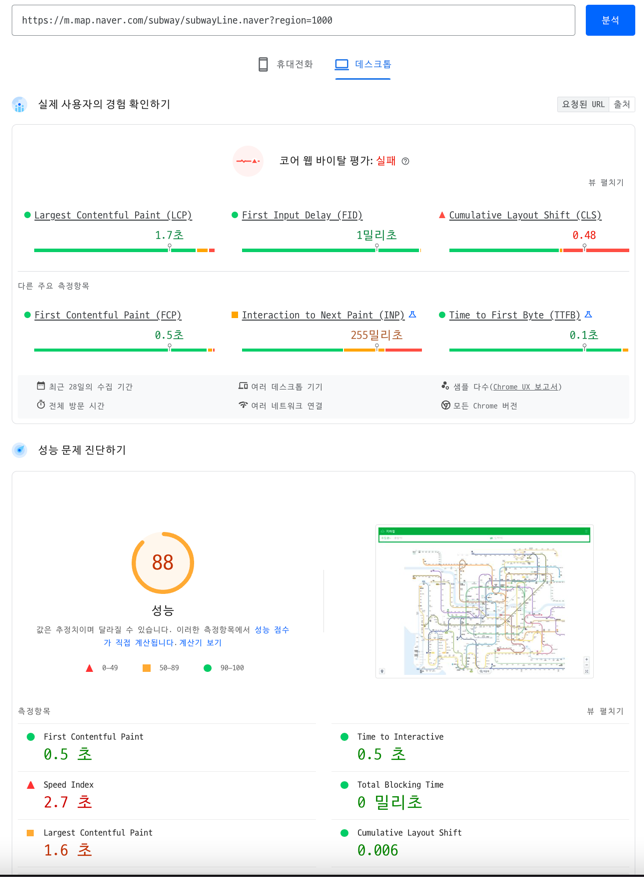 https://m.map.naver.com/subway/subwayLine.naver?region=1000
분석
휴대전화
데스크톱
실제 사용자의 경험 확인하기
요청된 URL
출처
코어 웹 바이탈 평가: 실패
뷰 펼치기
Largest Contentful Paint (LCP)
1.7초
First Input Delay (FID)
1밀리초
Cumulative Layout Shift (CLS)
0.48
다른 주요 측정항목
First Contentful Paint (FCP)
0.5초
Interaction to Next Paint (INP)
255밀리초
Time to First Byte (TTFB)
0.1초
최근 28일의 수집 기간
여러 데스크톱 기기
샘플 다수(Chrome UX 보고서)
전체 방문 시간
여러 네트워크 연결
모든 Chrome 버전
성능 문제 진단하기
88
성능
값은 추정치이며 달라질 수 있습니다. 이러한 측정항목에서 성능 점수
가 직접 계산됩니다.계산기 보기
0–49
50–89
90–100
측정항목
뷰 펼치기
First Contentful Paint
0.5 초
Time to Interactive
0.5 초
Speed Index
2.7 초
Total Blocking Time
0 밀리초
Largest Contentful Paint
1.6 초
Cumulative Layout Shift
0.006